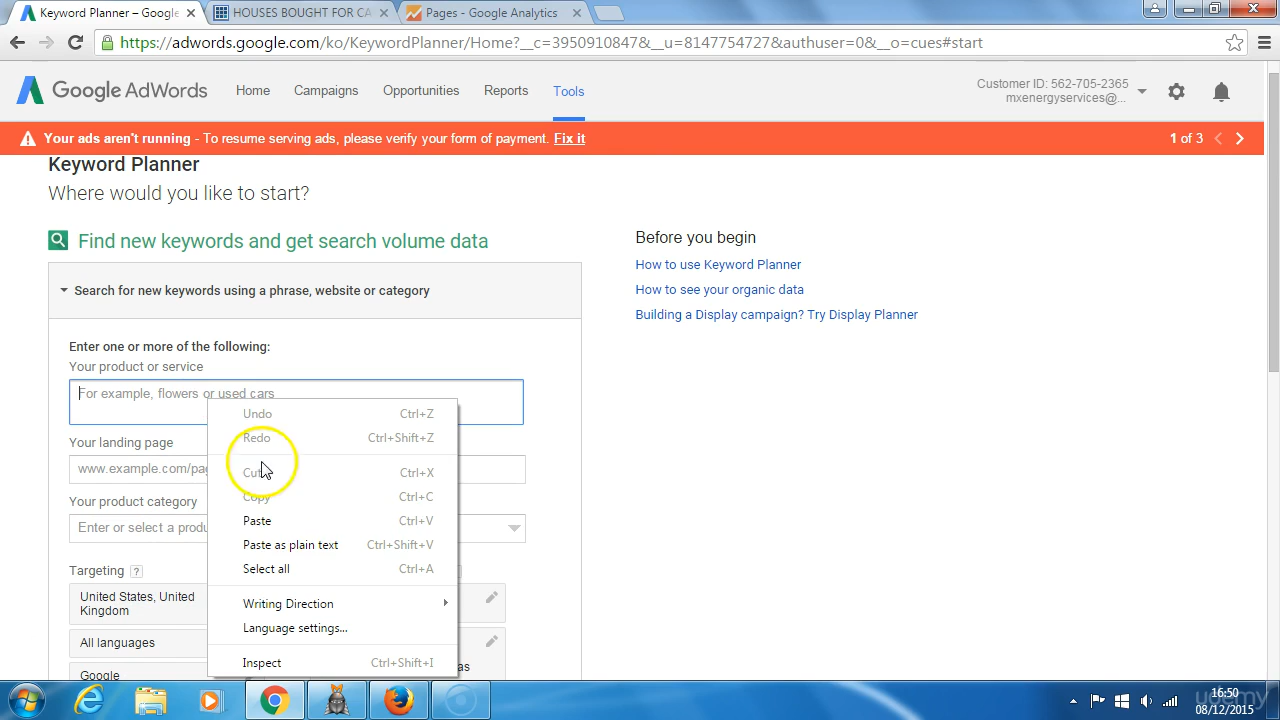 Keyword Planner – Google
HOUSES BOUGHT FOR CA
Pages - Google Analytics
https://adwords.google.com/ko/KeywordPlanner/Home?__c=3950910847&__u=8147754727&authuser=0&__o=cues#start
Google AdWords
Home
Campaigns
Opportunities
Reports
Tools
Customer ID: 562-705-2365
mxenergyservices@...
Your ads aren't running - To resume serving ads, please verify your form of payment. Fix it
1 of 3
Keyword Planner
Where would you like to start?
Find new keywords and get search volume data
Search for new keywords using a phrase, website or category
Enter one or more of the following:
Your product or service
For example, flowers or used cars
Your landing page
www.example.com/pag
Your product category
Enter or select a produ
Targeting ?
United States, United
Kingdom
All languages
Google
as
Undo Ctrl+Z
Redo Ctrl+Shift+Z
Cut Ctrl+X
Copy Ctrl+C
Paste Ctrl+V
Paste as plain text Ctrl+Shift+V
Select all Ctrl+A
Writing Direction
Language settings...
Inspect Ctrl+Shift+I
Before you begin
How to use Keyword Planner
How to see your organic data
Building a Display campaign? Try Display Planner
16:50
08/12/2015
udemy